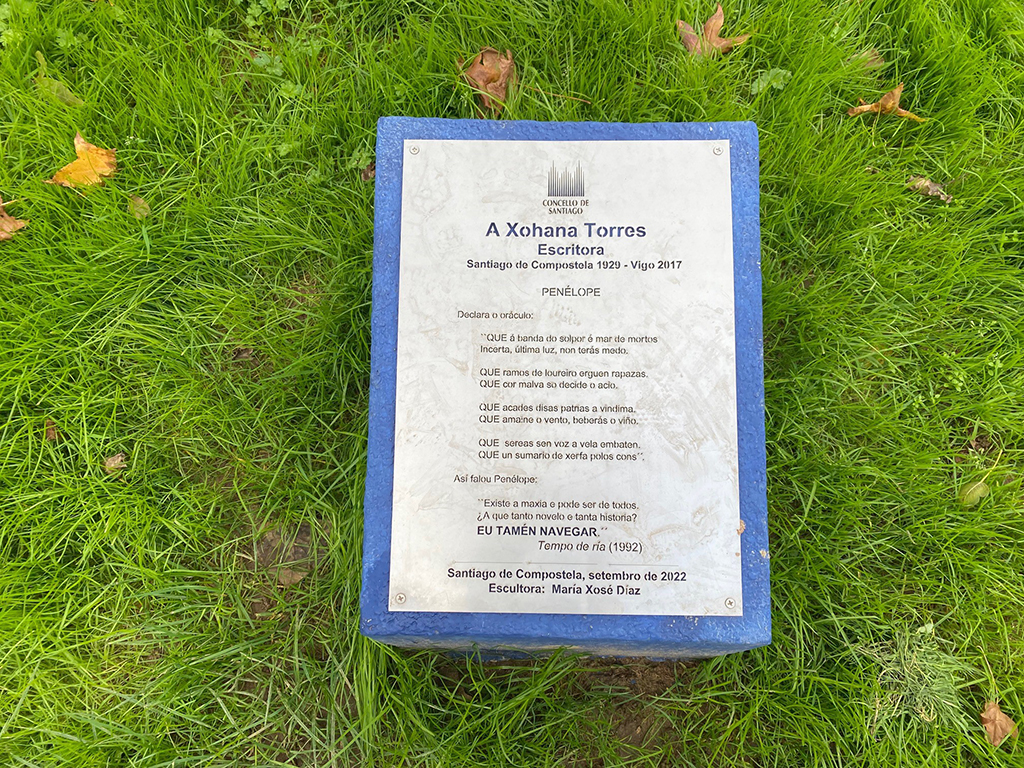 CONCELLO DE
SANTIAGO
A Xohana Torres
Escritora
Santiago de Compostela 1929 - Vigo 2017
PENÉLOPE
Declara o oráculo:
``QUE á banda do solpor é mar de mortos
Incerta, última luz, non terás medo.
QUE ramos de loureiro erguen rapazas.
QUE cor malva so decide o acio.
QUE acades disas patrias a vindima.
QUE amaine o vento, beberás o viño.
QUE sereas sen voz a vela embaten.
QUE un sumario de xerfa polos cons´´.
Así falou Penélope:
``Existe a maxia e pode ser de todos.
¿A que tanto novelo e tanta historia?
EU TAMÉN NAVEGAR.´´
Tempo de ría (1992)
Santiago de Compostela, setembro de 2022
Escultora: María Xosé Díaz